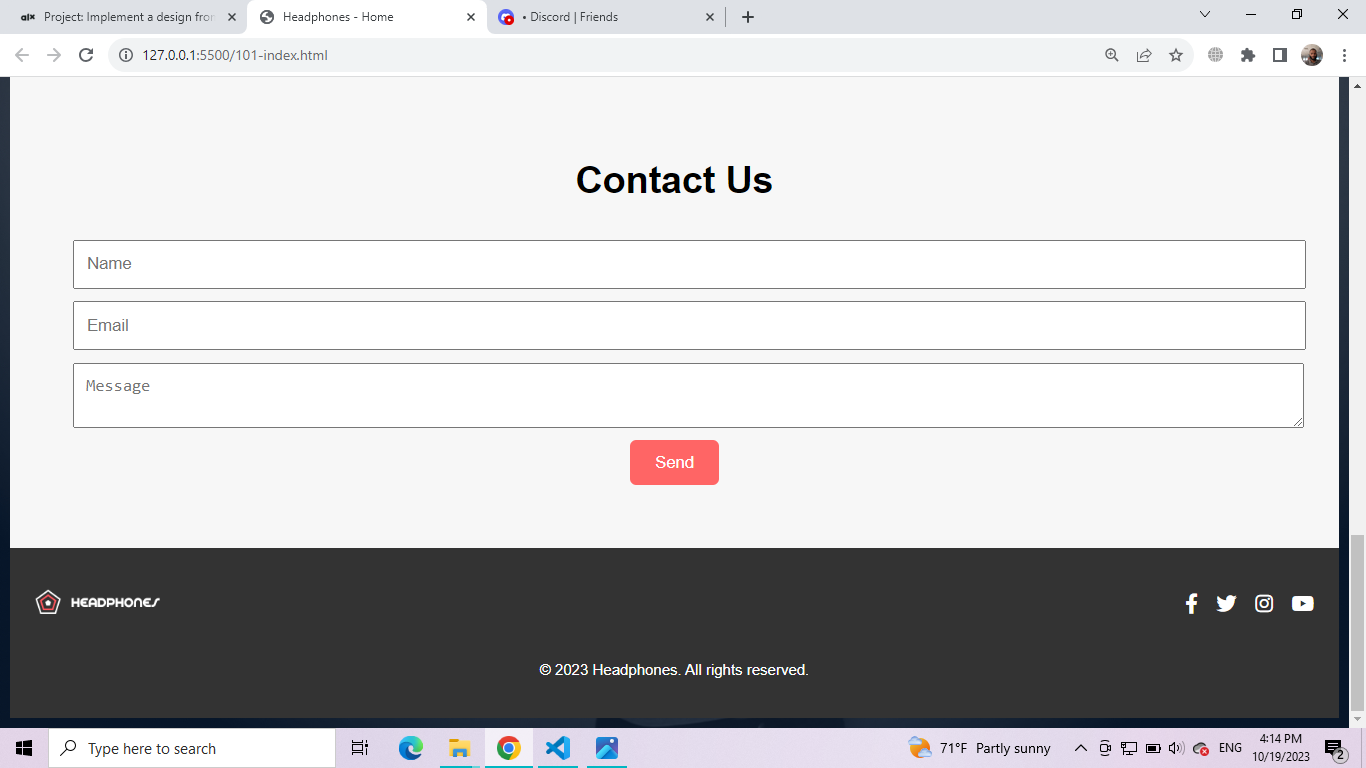 alx Project: Implement a design fror
Headphones - Home
• Discord | Friends
127.0.0.1:5500/101-index.html
Contact Us
Name
Email
Message
Send
HEADPHONES
© 2023 Headphones. All rights reserved.
Type here to search
71°F Partly sunny
ENG
4:14 PM
10/19/2023
2